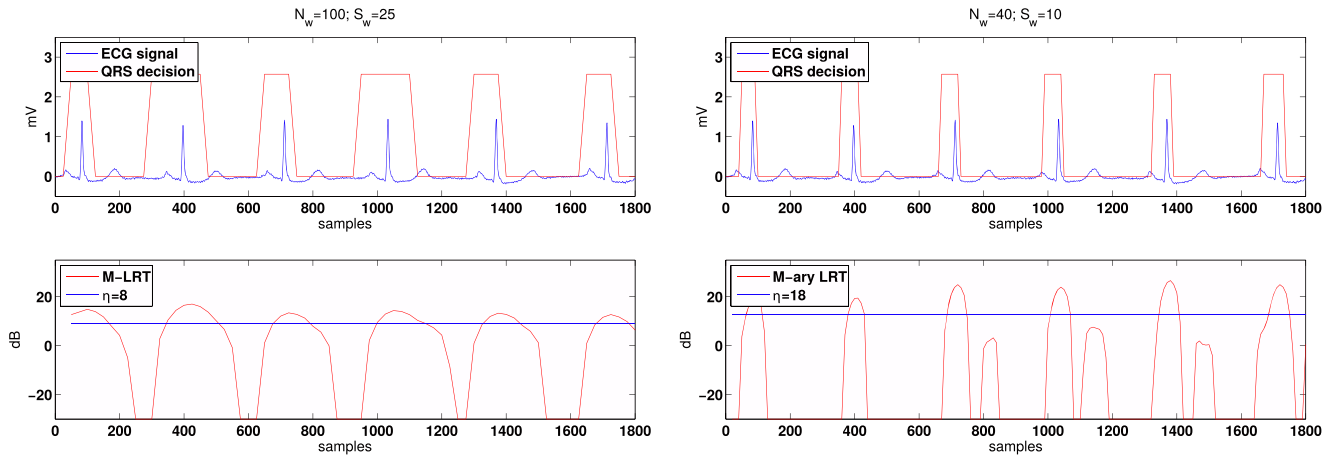 N_w=100; S_w=25
ECG signal
QRS decision
3
2
1
0
mV
0 200 400 600 800 1000 1200 1400 1600 1800
samples
M-LRT
η=8
20
0
−20
dB
0 200 400 600 800 1000 1200 1400 1600 1800
samples
N_w=40; S_w=10
ECG signal
QRS decision
3
2
1
0
mV
0 200 400 600 800 1000 1200 1400 1600 1800
samples
M-ary LRT
η=18
20
0
−20
dB
0 200 400 600 800 1000 1200 1400 1600 1800
samples